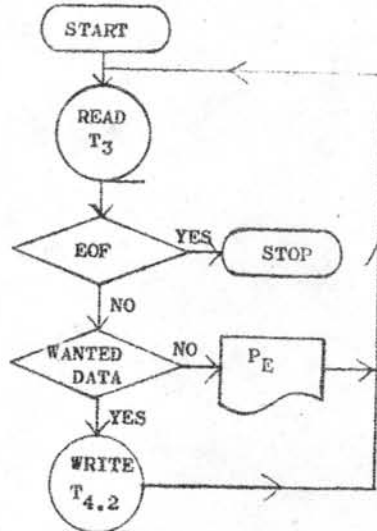 START
READ
T3
EOF
YES
STOP
NO
WANTED
DATA
NO
PE
YES
WRITE
T4.2